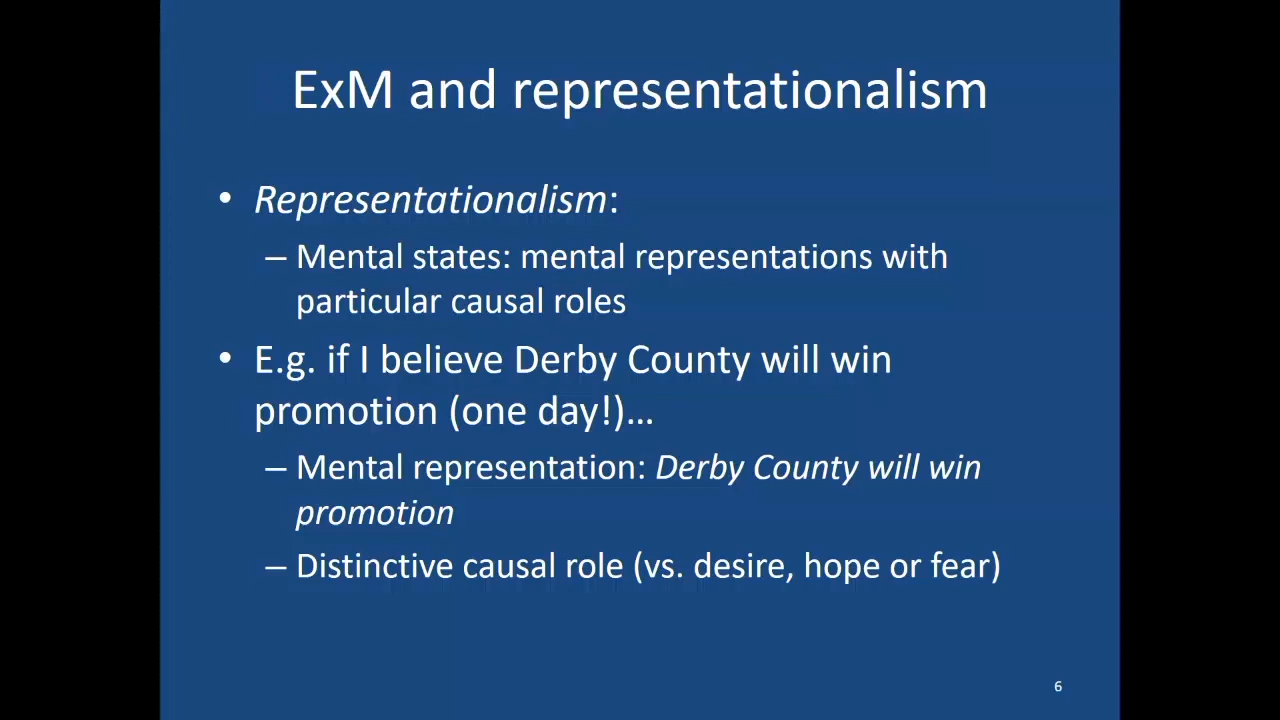 ExM and representationalism
• Representationalism:
– Mental states: mental representations with
particular causal roles
• E.g. if I believe Derby County will win
promotion (one day!)…
– Mental representation: Derby County will win
promotion
– Distinctive causal role (vs. desire, hope or fear)
6